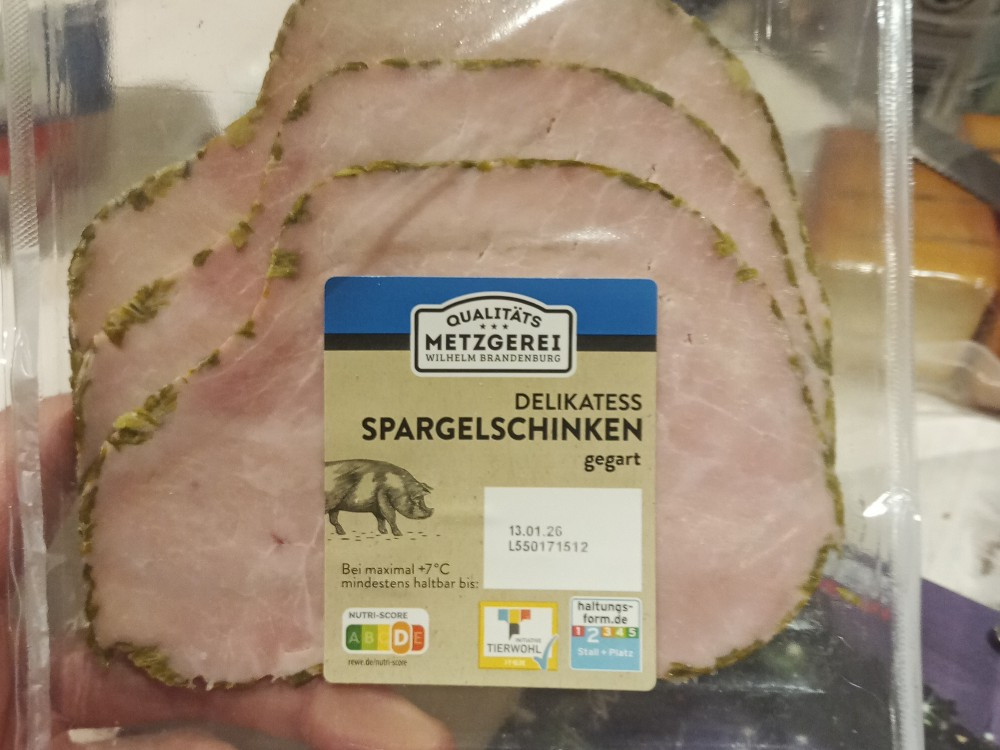 QUALITÄTS
METZGEREI
WILHELM BRANDENBURG
DELIKATESS
SPARGELSCHINKEN
gegart
13.01.26
L550171512
Bei maximal +7°C
mindestens haltbar bis:
NUTRI-SCORE
A B C D E
rewe.de/nutri-score
INITIATIVE
TIERWOHL
haltungs-
form.de
1 2 3 4 5
Stall + Platz